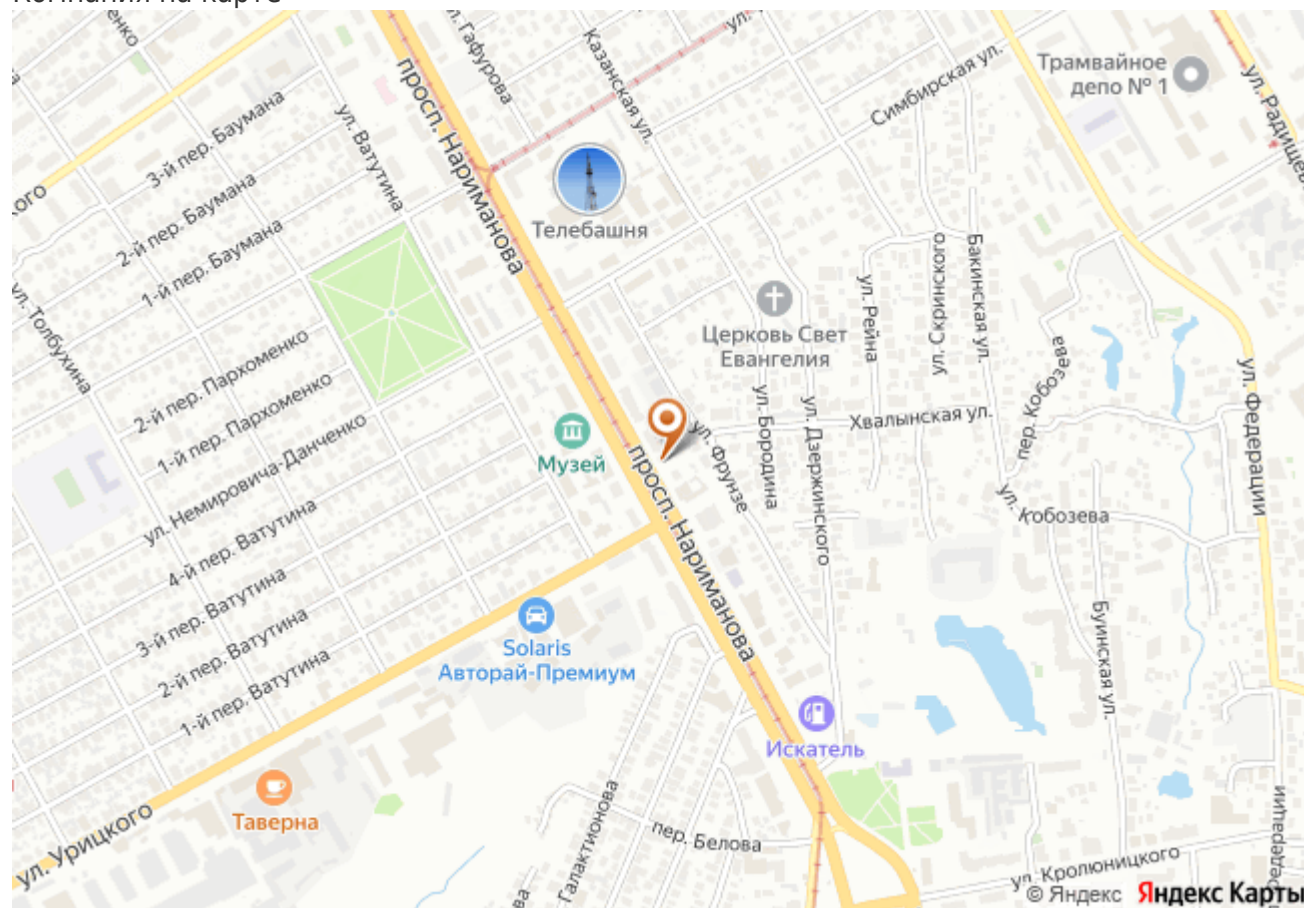 Компания на карте
просп. Нариманова
ул. Гафурова
Казанская ул.
ул.
Симбирская ул.
Трамвайное
депо № 1
3-й пер. Баумана
ул. Ватутина
2-й пер. Баумана
1-й пер. Баумана
Телебашня
ул. Толбухина
Церковь Свет
Евангелия
ул. Рейна
ул. Скринского
Бакинская ул.
пер. Кобозева
ул. Федерации
2-й пер. Пархоменко
1-й пер. Пархоменко
ул. Немировича-Данченко
Музей
просп. Нариманова
ул. Фрунзе
ул. Бородина
ул. Дзержинского
Хвалынская ул.
ул. Кобозева
4-й пер. Ватутина
3-й пер. Ватутина
2-й пер. Ватутина
1-й пер. Ватутина
Solaris
Авторай-Премиум
Буинская ул.
Искатель
Таверна
ул. Урицкого
Галактионова
пер. Белова
ул. Кролюницкого
© Яндекс Яндекс Карты